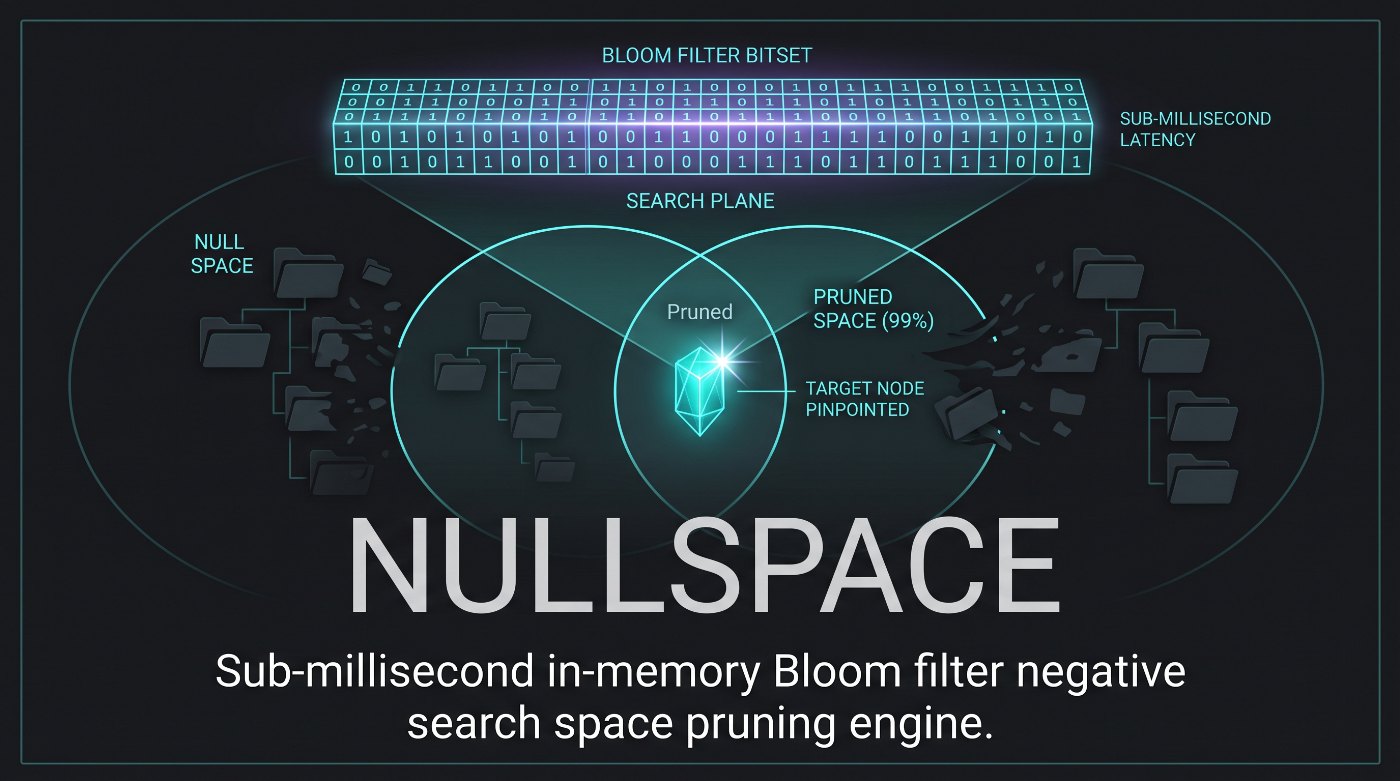 BLOOM FILTER BITSET
SUB-MILLISECOND
LATENCY
SEARCH PLANE
NULL
SPACE
PRUNED
SPACE (99%)
Pruned
TARGET NODE
PINPOINTED
NULLSPACE
Sub-millisecond in-memory Bloom filter negative
search space pruning engine.